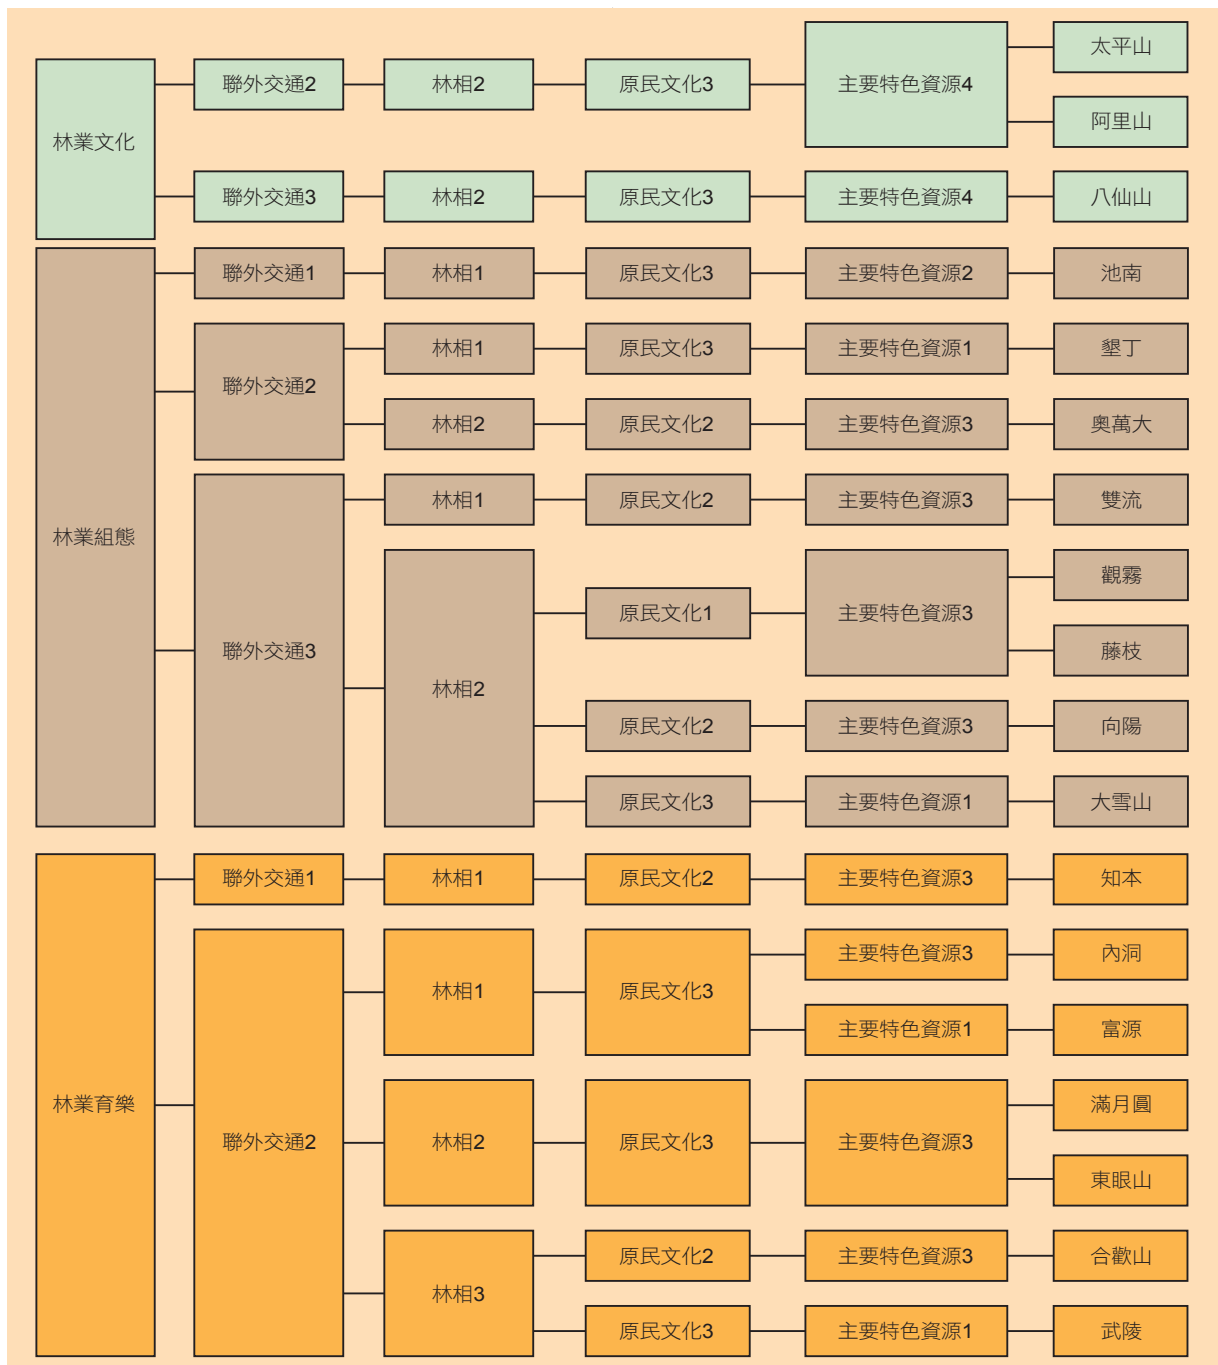 林業文化
聯外交通2
林相2
原民文化3
主要特色資源4
太平山
阿里山
聯外交通3
林相2
原民文化3
主要特色資源4
八仙山
林業組態
聯外交通1
林相1
原民文化3
主要特色資源2
池南
聯外交通2
林相1
原民文化3
主要特色資源1
墾丁
林相2
原民文化2
主要特色資源3
奧萬大
聯外交通3
林相1
原民文化2
主要特色資源3
雙流
林相2
原民文化1
主要特色資源3
觀霧
藤枝
原民文化2
主要特色資源3
向陽
原民文化3
主要特色資源1
大雪山
林業育樂
聯外交通1
林相1
原民文化2
主要特色資源3
知本
聯外交通2
林相1
原民文化3
主要特色資源3
內洞
主要特色資源1
富源
林相2
原民文化3
主要特色資源3
滿月圓
東眼山
林相3
原民文化2
主要特色資源3
合歡山
原民文化3
主要特色資源1
武陵